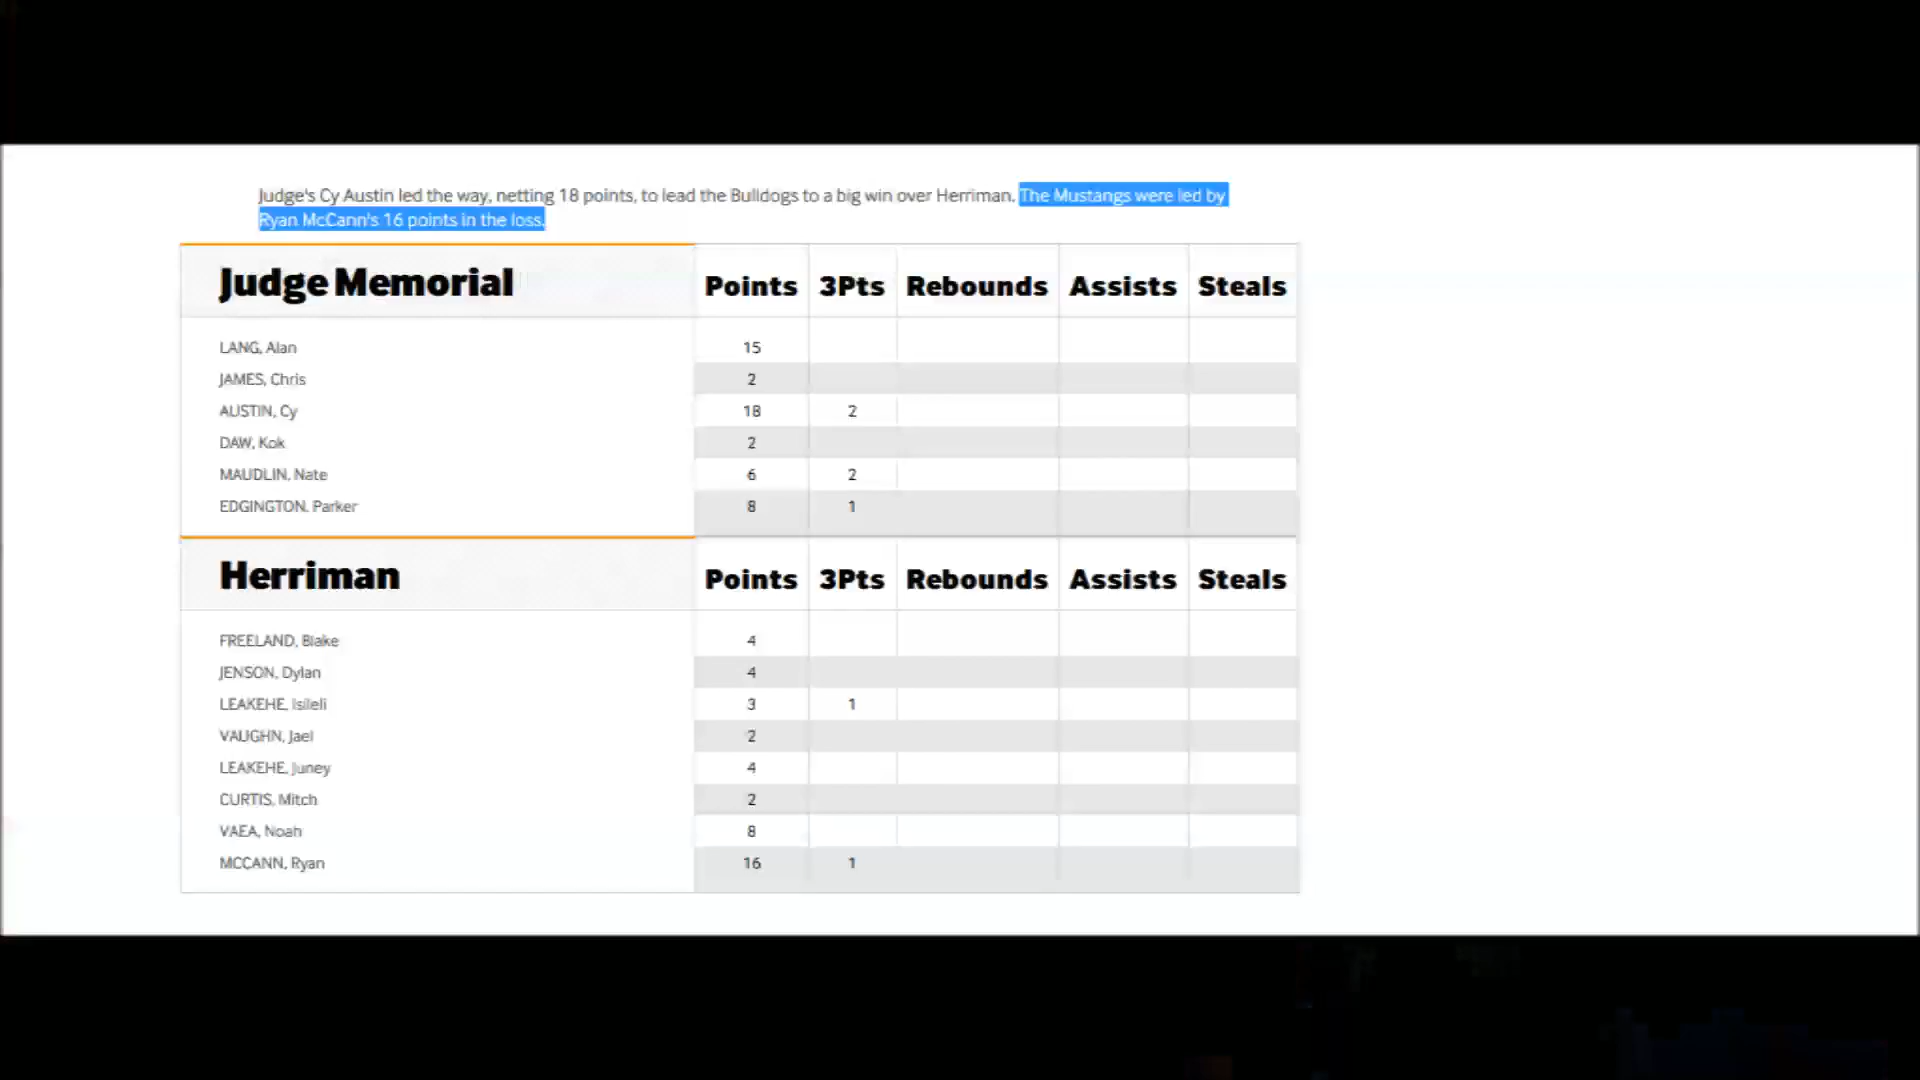 Judge's Cy Austin led the way, netting 18 points, to lead the Bulldogs to a big win over Herriman. The Mustangs were led by
Ryan McCann's 16 points in the loss.
Judge Memorial Points 3Pts Rebounds Assists Steals
LANG, Alan 15
JAMES, Chris 2
AUSTIN, Cy 18 2
DAW, Kok 2
MAUDLIN, Nate 6 2
EDGINGTON, Parker 8 1
Herriman Points 3Pts Rebounds Assists Steals
FREELAND, Blake 4
JENSON, Dylan 4
LEAKEHE, Isileli 3 1
VAUGHN, Jael 2
LEAKEHE, Juney 4
CURTIS, Mitch 2
VAEA, Noah 8
MCCANN, Ryan 16 1